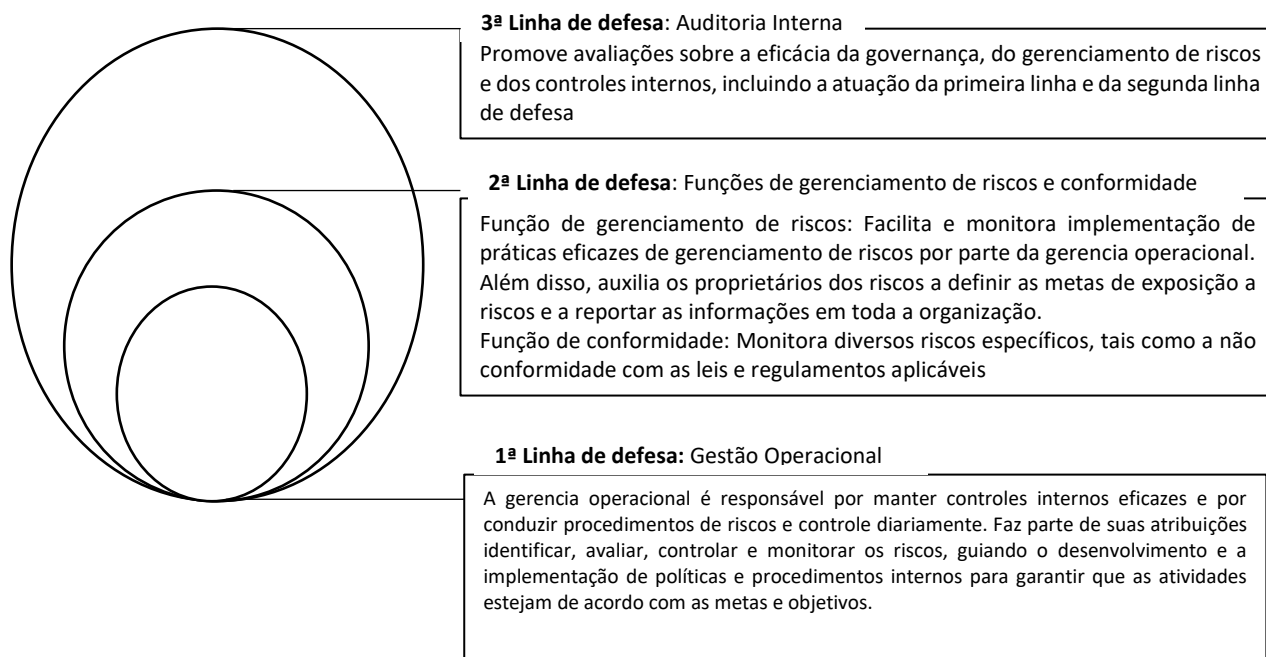 3ª Linha de defesa: Auditoria Interna
Promove avaliações sobre a eficácia da governança, do gerenciamento de riscos
e dos controles internos, incluindo a atuação da primeira linha e da segunda linha
de defesa
2ª Linha de defesa: Funções de gerenciamento de riscos e conformidade
Função de gerenciamento de riscos: Facilita e monitora implementação de
práticas eficazes de gerenciamento de riscos por parte da gerencia operacional.
Além disso, auxilia os proprietários dos riscos a definir as metas de exposição a
riscos e a reportar as informações em toda a organização.
Função de conformidade: Monitora diversos riscos específicos, tais como a não
conformidade com as leis e regulamentos aplicáveis
1ª Linha de defesa: Gestão Operacional
A gerencia operacional é responsável por manter controles internos eficazes e por
conduzir procedimentos de riscos e controle diariamente. Faz parte de suas atribuições
identificar, avaliar, controlar e monitorar os riscos, guiando o desenvolvimento e a
implementação de políticas e procedimentos internos para garantir que as atividades
estejam de acordo com as metas e objetivos.